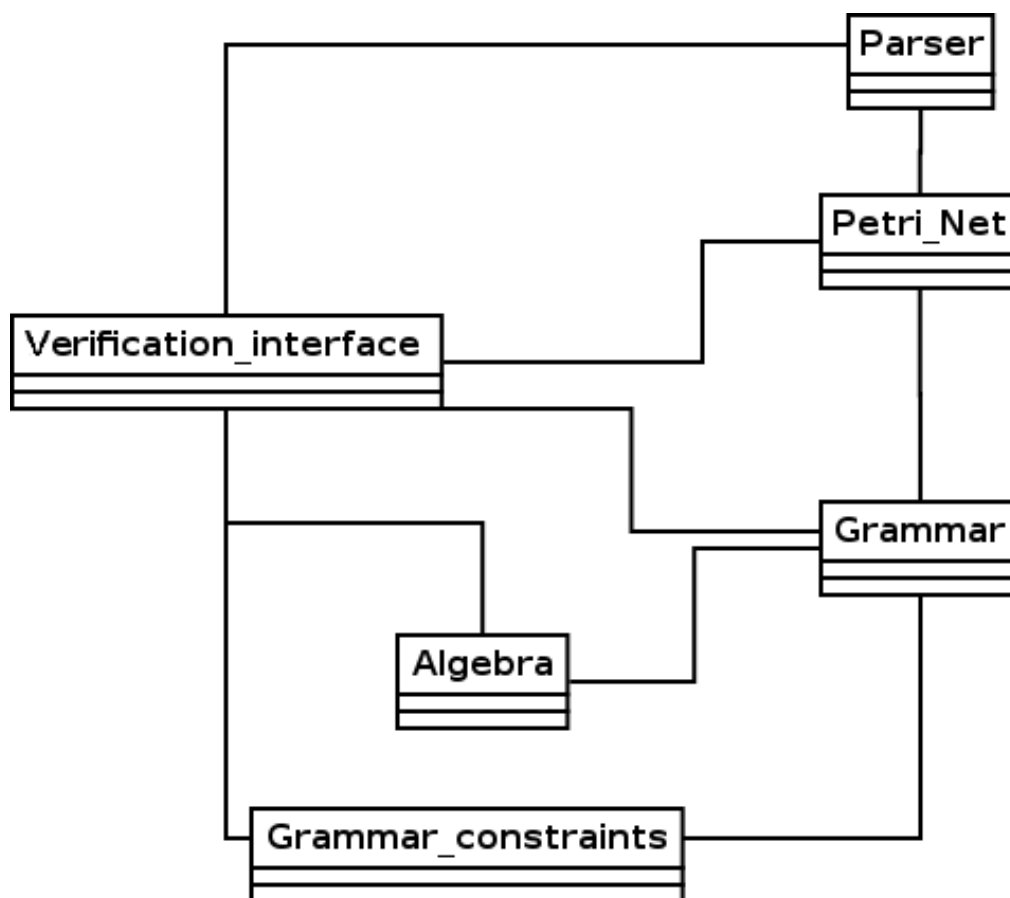 Parser
Petri_Net
Verification_interface
Grammar
Algebra
Grammar_constraints